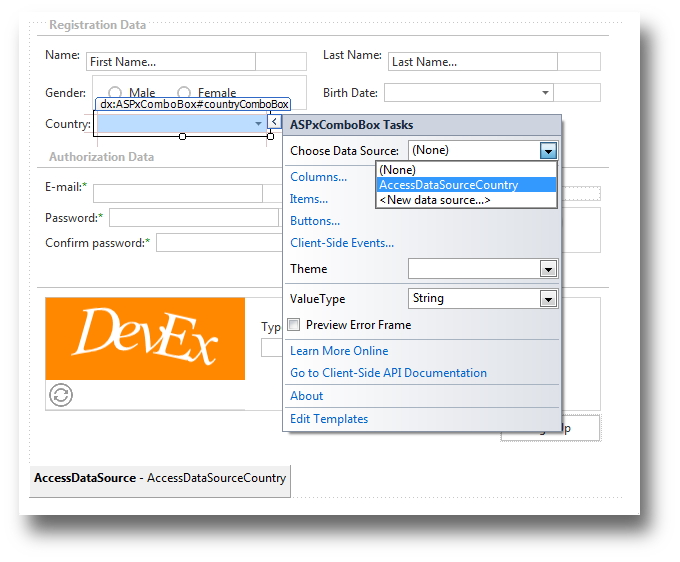 Registration Data
Name:
First Name...
Last Name:
Last Name...
Gender:
Male
Female
Birth Date:
dx:ASPxComboBox#countyComboBox
Country:
<
ASPxComboBox Tasks
Choose Data Source:
(None)
(None)
AccessDataSourceCountry
<New data source...>
Columns...
Items...
Buttons...
Client-Side Events...
Theme
ValueType
String
Preview Error Frame
Learn More Online
Go to Client-Side API Documentation
About
Edit Templates
Authorization Data
E-mail:*
Password:*
Confirm password:*
DevEx
Typ
Up
AccessDataSource - AccessDataSourceCountry